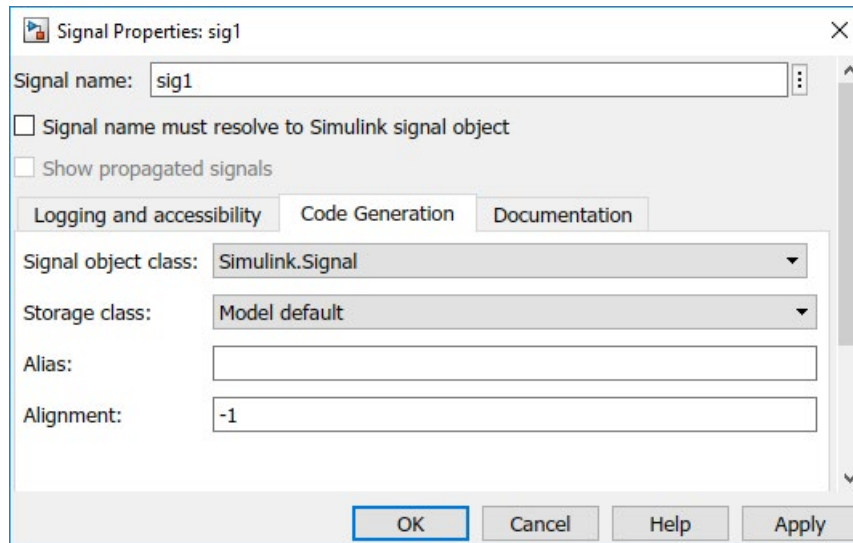 Signal Properties: sig1
Signal name: sig1
Signal name must resolve to Simulink signal object
Show propagated signals
Logging and accessibility Code Generation Documentation
Signal object class: Simulink.Signal
Storage class: Model default
Alias:
Alignment: -1
OK Cancel Help Apply